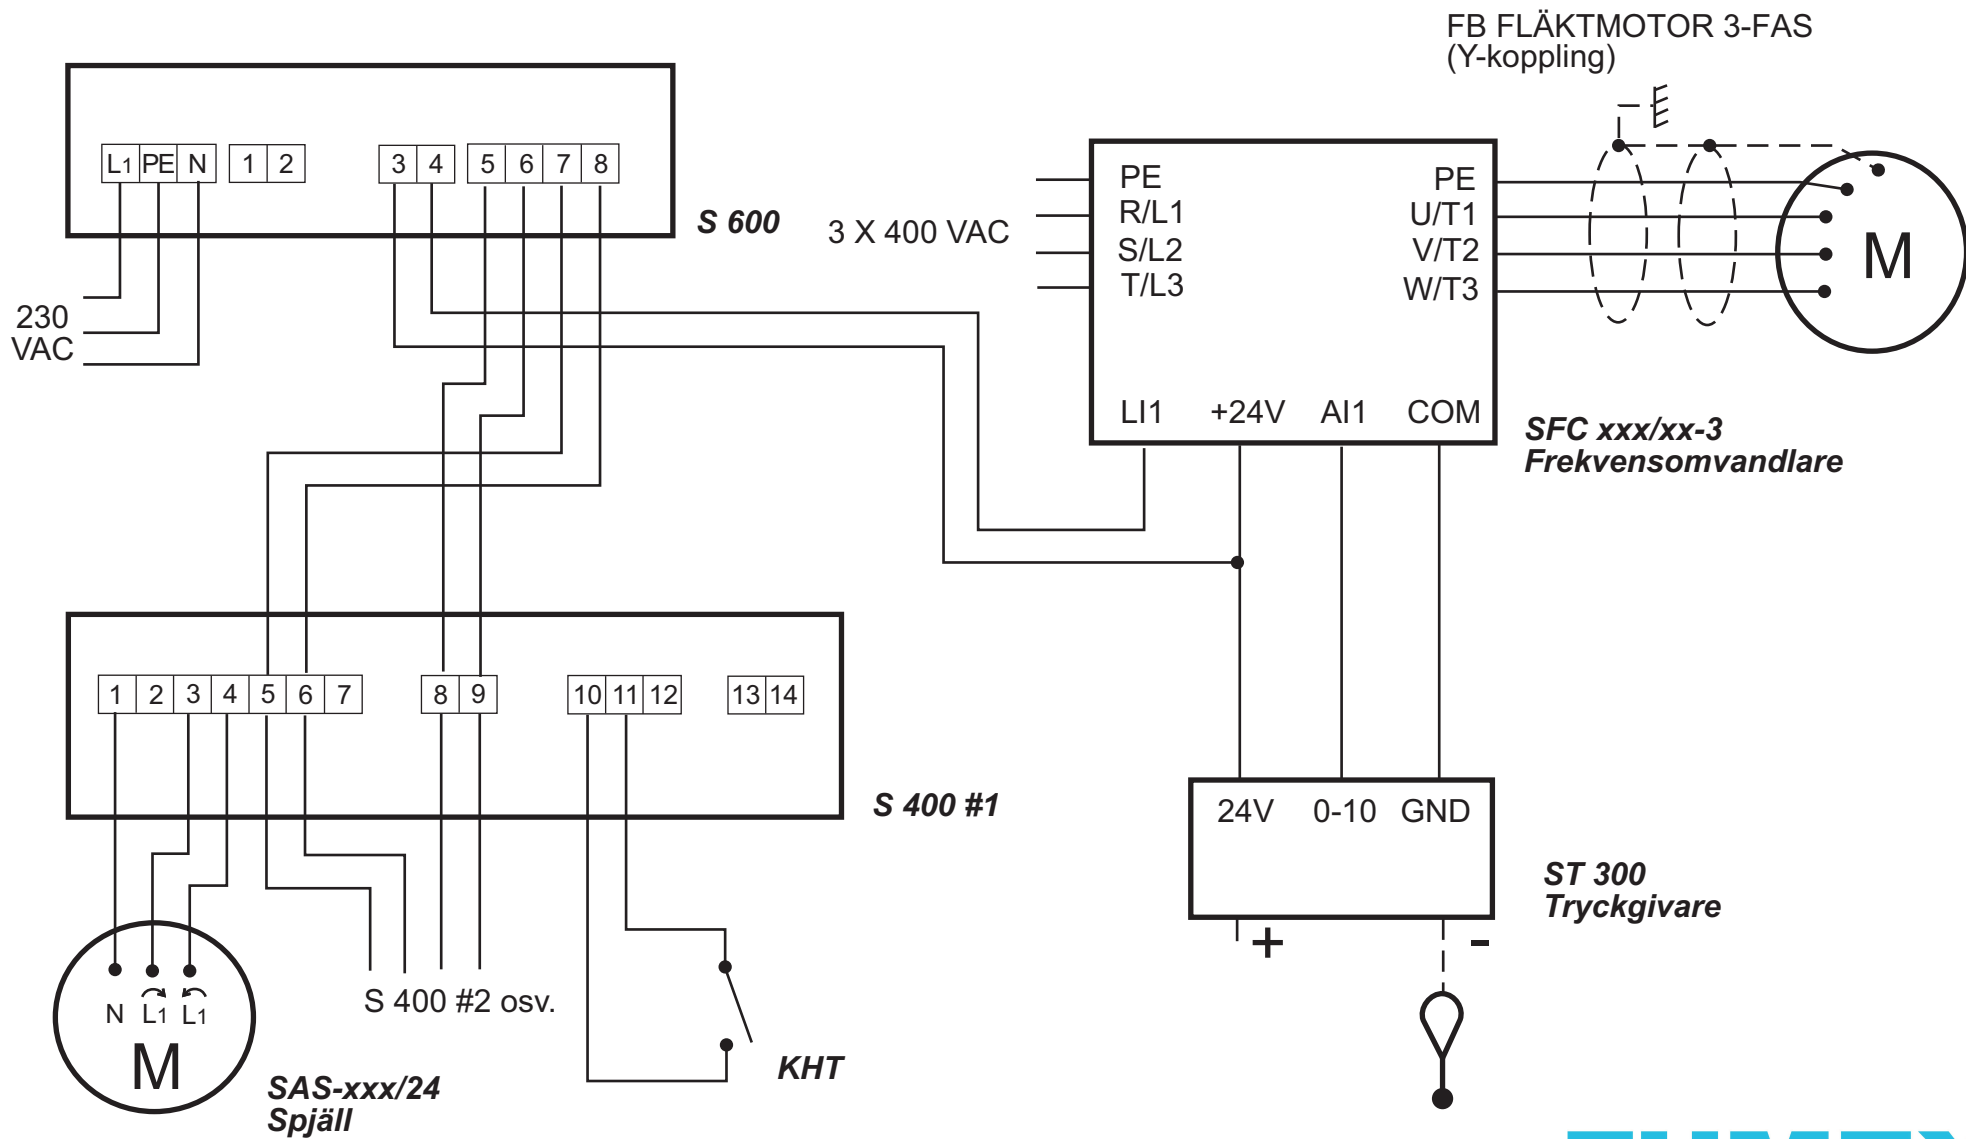 FB FLÄKTMOTOR 3-FAS
(Y-koppling)
L1 PE N 1 2 3 4 5 6 7 8
S 600
230
VAC
3 X 400 VAC
PE
R/L1
S/L2
T/L3
PE
U/T1
V/T2
W/T3
M
LI1 +24V AI1 COM
SFC xxx/xx-3
Frekvensomvandlare
1 2 3 4 5 6 7 8 9 10 11 12 13 14
S 400 #1
24V 0-10 GND
ST 300
Tryckgivare
+ -
N L1 L1
M
S 400 #2 osv.
KHT
SAS-xxx/24
Spjäll